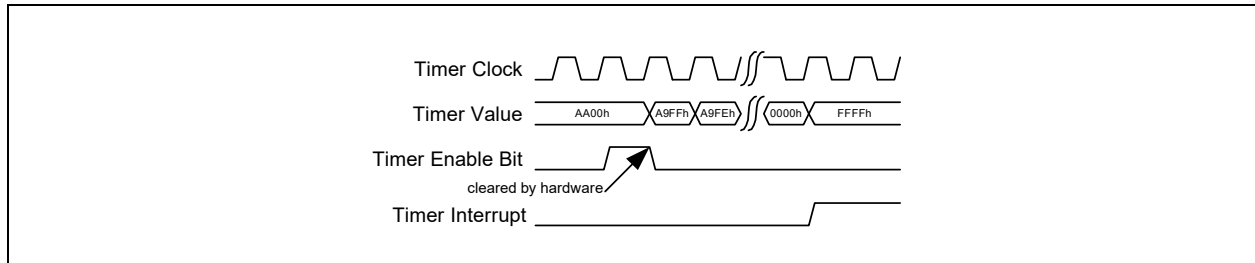 Timer Clock
Timer Value AA00h A9FFh A9FEh 0000h FFFFh
Timer Enable Bit
cleared by hardware
Timer Interrupt